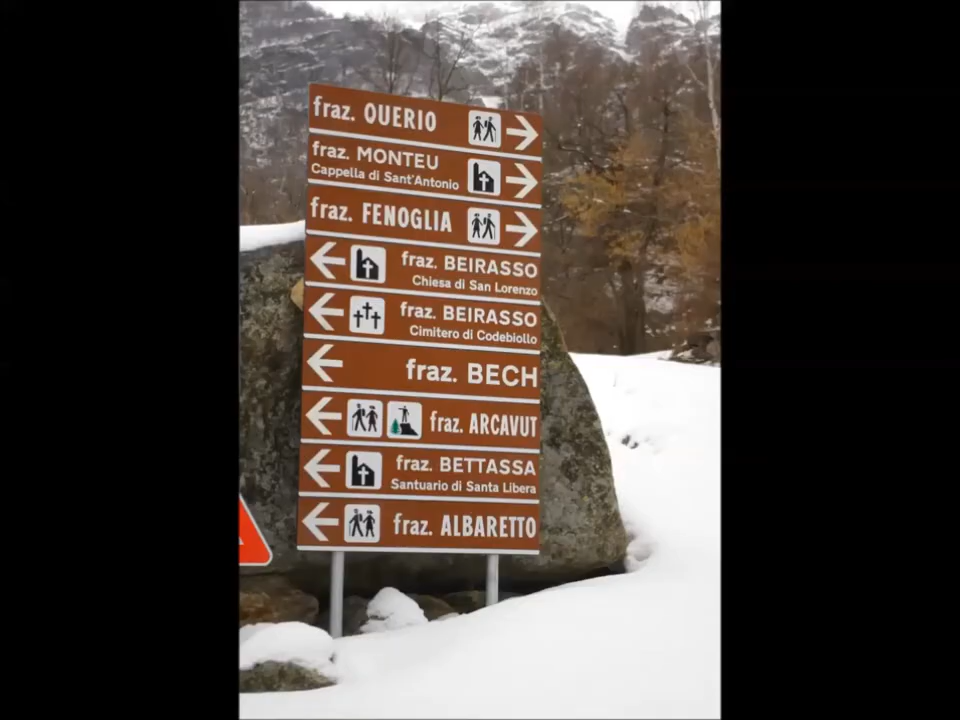 fraz. QUERIO
fraz. MONTEU
Cappella di Sant'Antonio
fraz. FENOGLIA
fraz. BEIRASSO
Chiesa di San Lorenzo
fraz. BEIRASSO
Cimitero di Codebiollo
fraz. BECH
fraz. ARCAVUT
fraz. BETTASSA
Santuario di Santa Libera
fraz. ALBARETTO